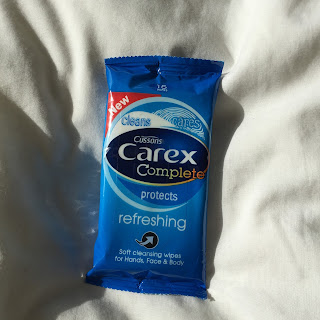 New
Cleans cares
Cussons
Carex
Complete
protects
refreshing
Soft cleansing wipes
for Hands, Face & Body